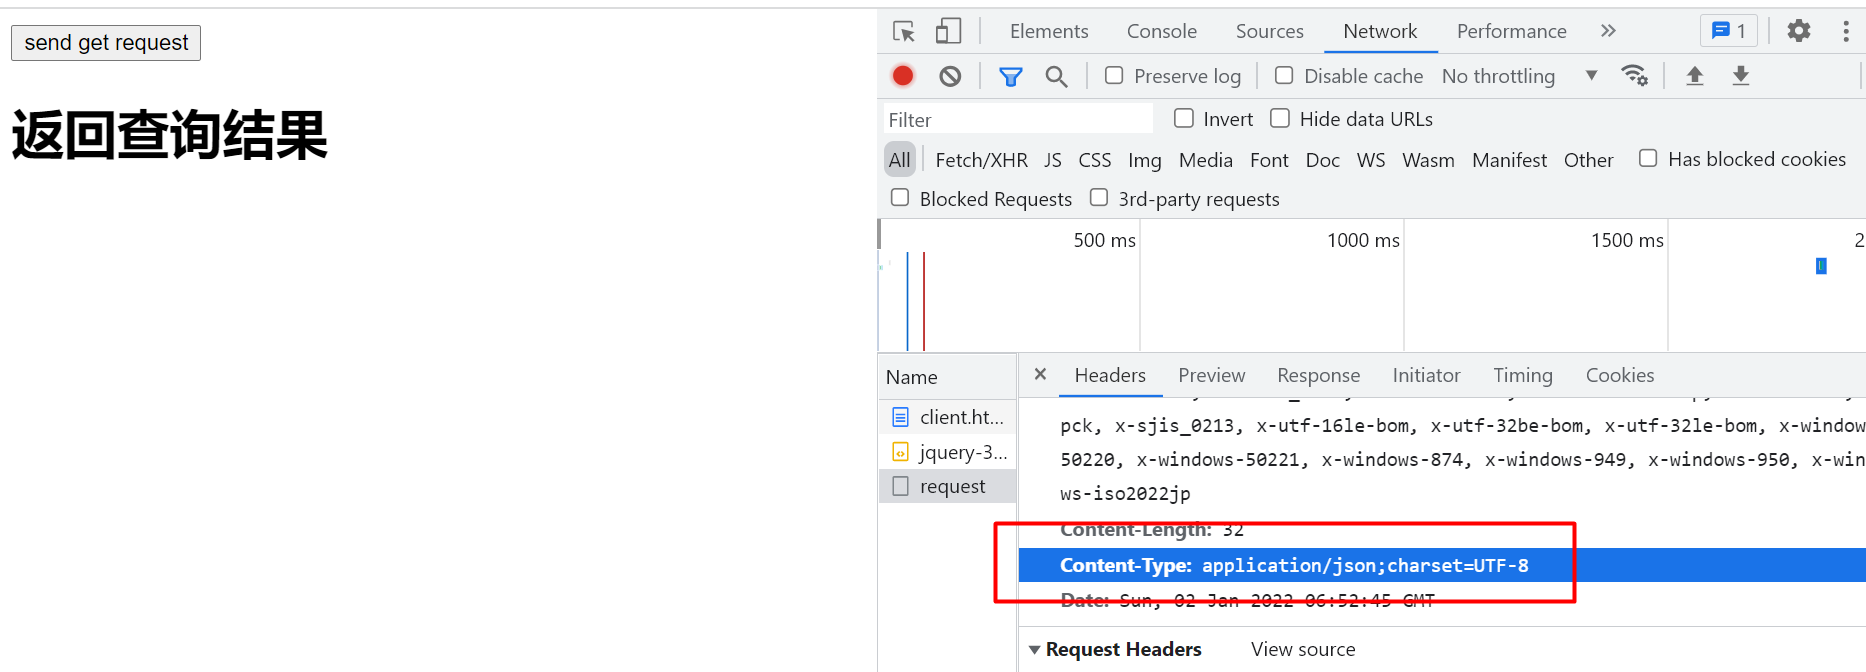 send get request
返回查询结果
Elements Console Sources Network Performance 1
Preserve log Disable cache No throttling
Filter Invert Hide data URLs
All Fetch/XHR JS CSS Img Media Font Doc WS Wasm Manifest Other Has blocked cookies
Blocked Requests 3rd-party requests
500 ms 1000 ms 1500 ms 2
Name
client.ht...
jquery-3...
request
Headers Preview Response Initiator Timing Cookies
pck, x-sjis_0213, x-utf-16le-bom, x-utf-32be-bom, x-utf-32le-bom, x-window
50220, x-windows-50221, x-windows-874, x-windows-949, x-windows-950, x-win
ws-iso2022jp
Content-Length: 32
Content-Type: application/json;charset=UTF-8
Date: Sun, 02 Jan 2022 06:52:45 GMT
Request Headers View source